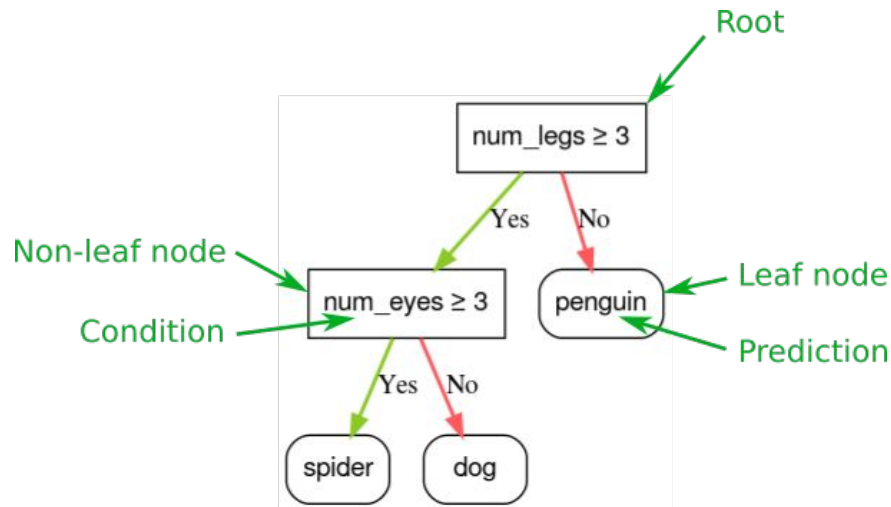 Root
num_legs ≥ 3
Yes
No
Non-leaf node
num_eyes ≥ 3
Condition
penguin
Leaf node
Prediction
Yes
No
spider
dog